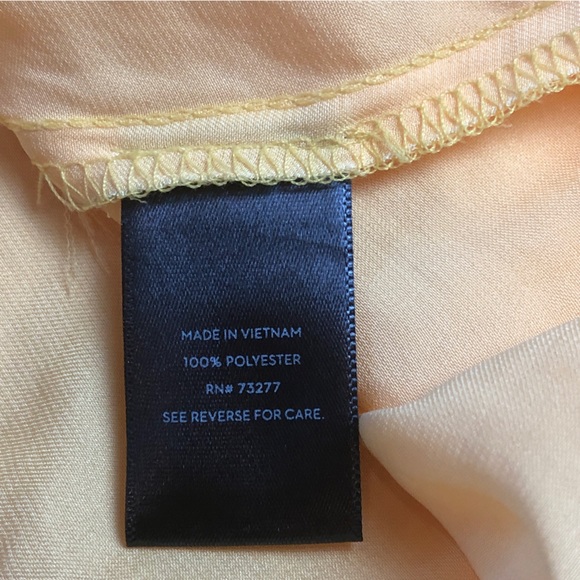 MADE IN VIETNAM
100% POLYESTER
RN# 73277
SEE REVERSE FOR CARE.